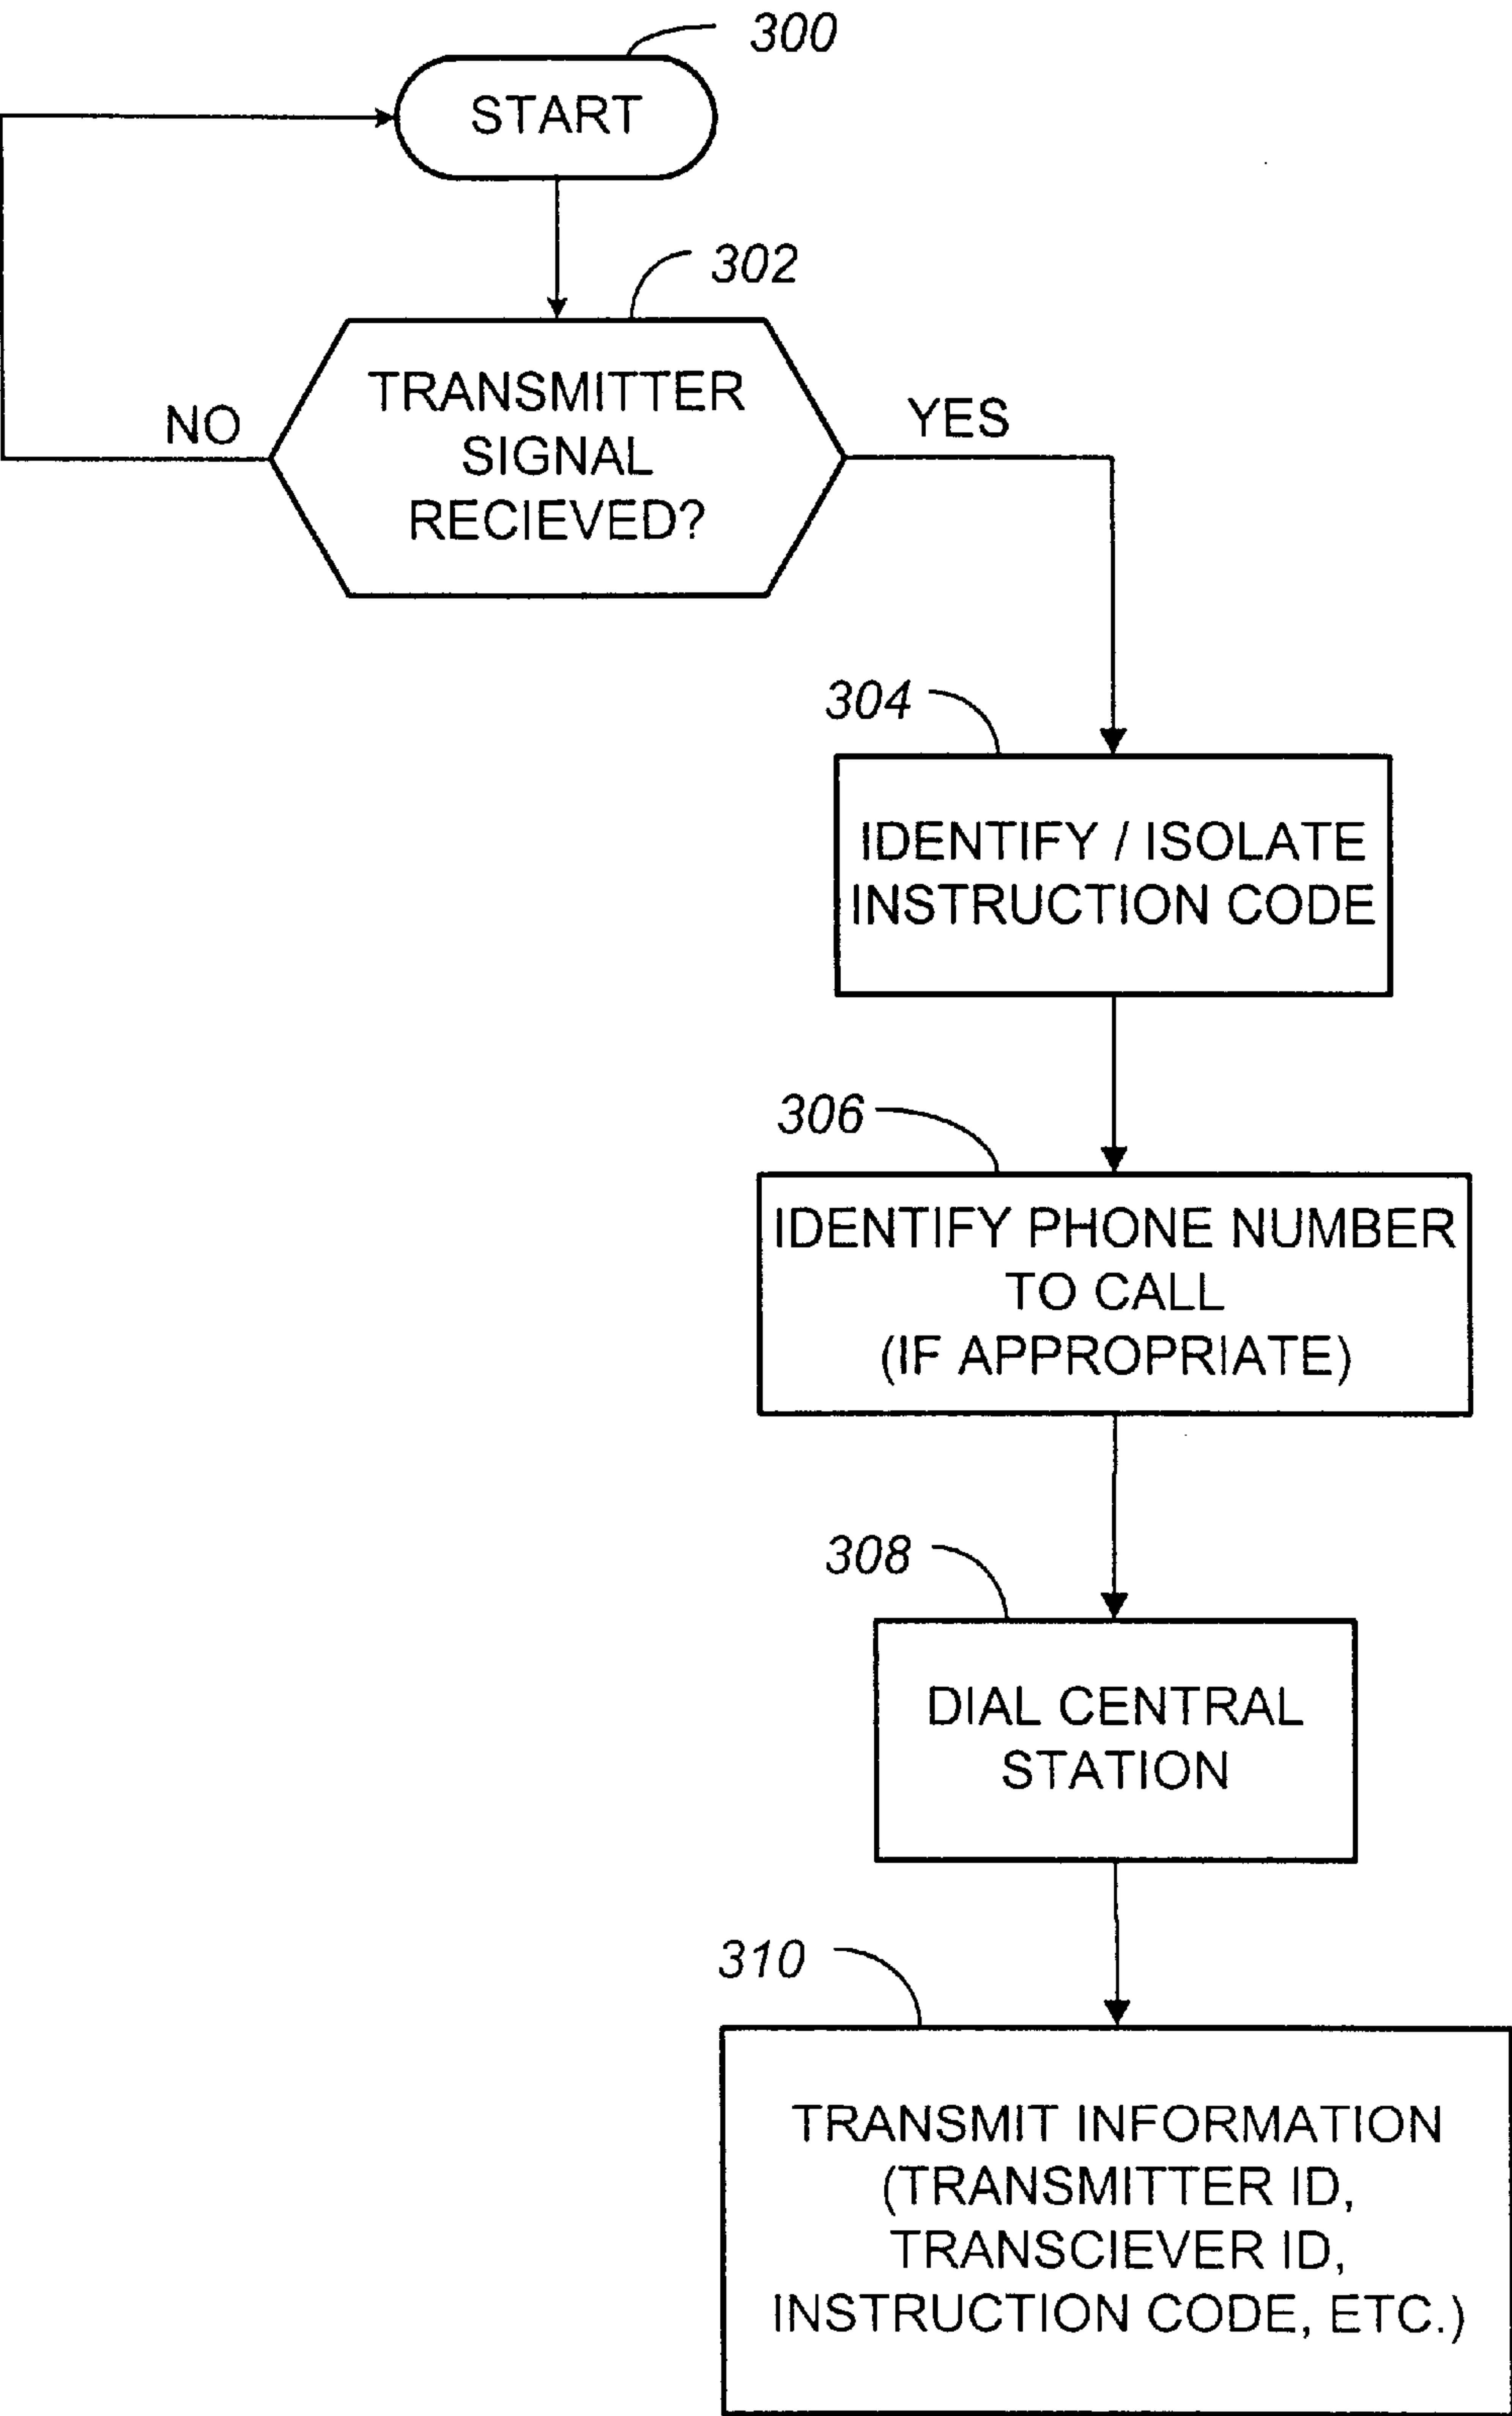 300
START
302
TRANSMITTER
SIGNAL
RECIEVED?
NO
YES
304
IDENTIFY / ISOLATE
INSTRUCTION CODE
306
IDENTIFY PHONE NUMBER
TO CALL
(IF APPROPRIATE)
308
DIAL CENTRAL
STATION
310
TRANSMIT INFORMATION
(TRANSMITTER ID,
TRANSCIEVER ID,
INSTRUCTION CODE, ETC.)